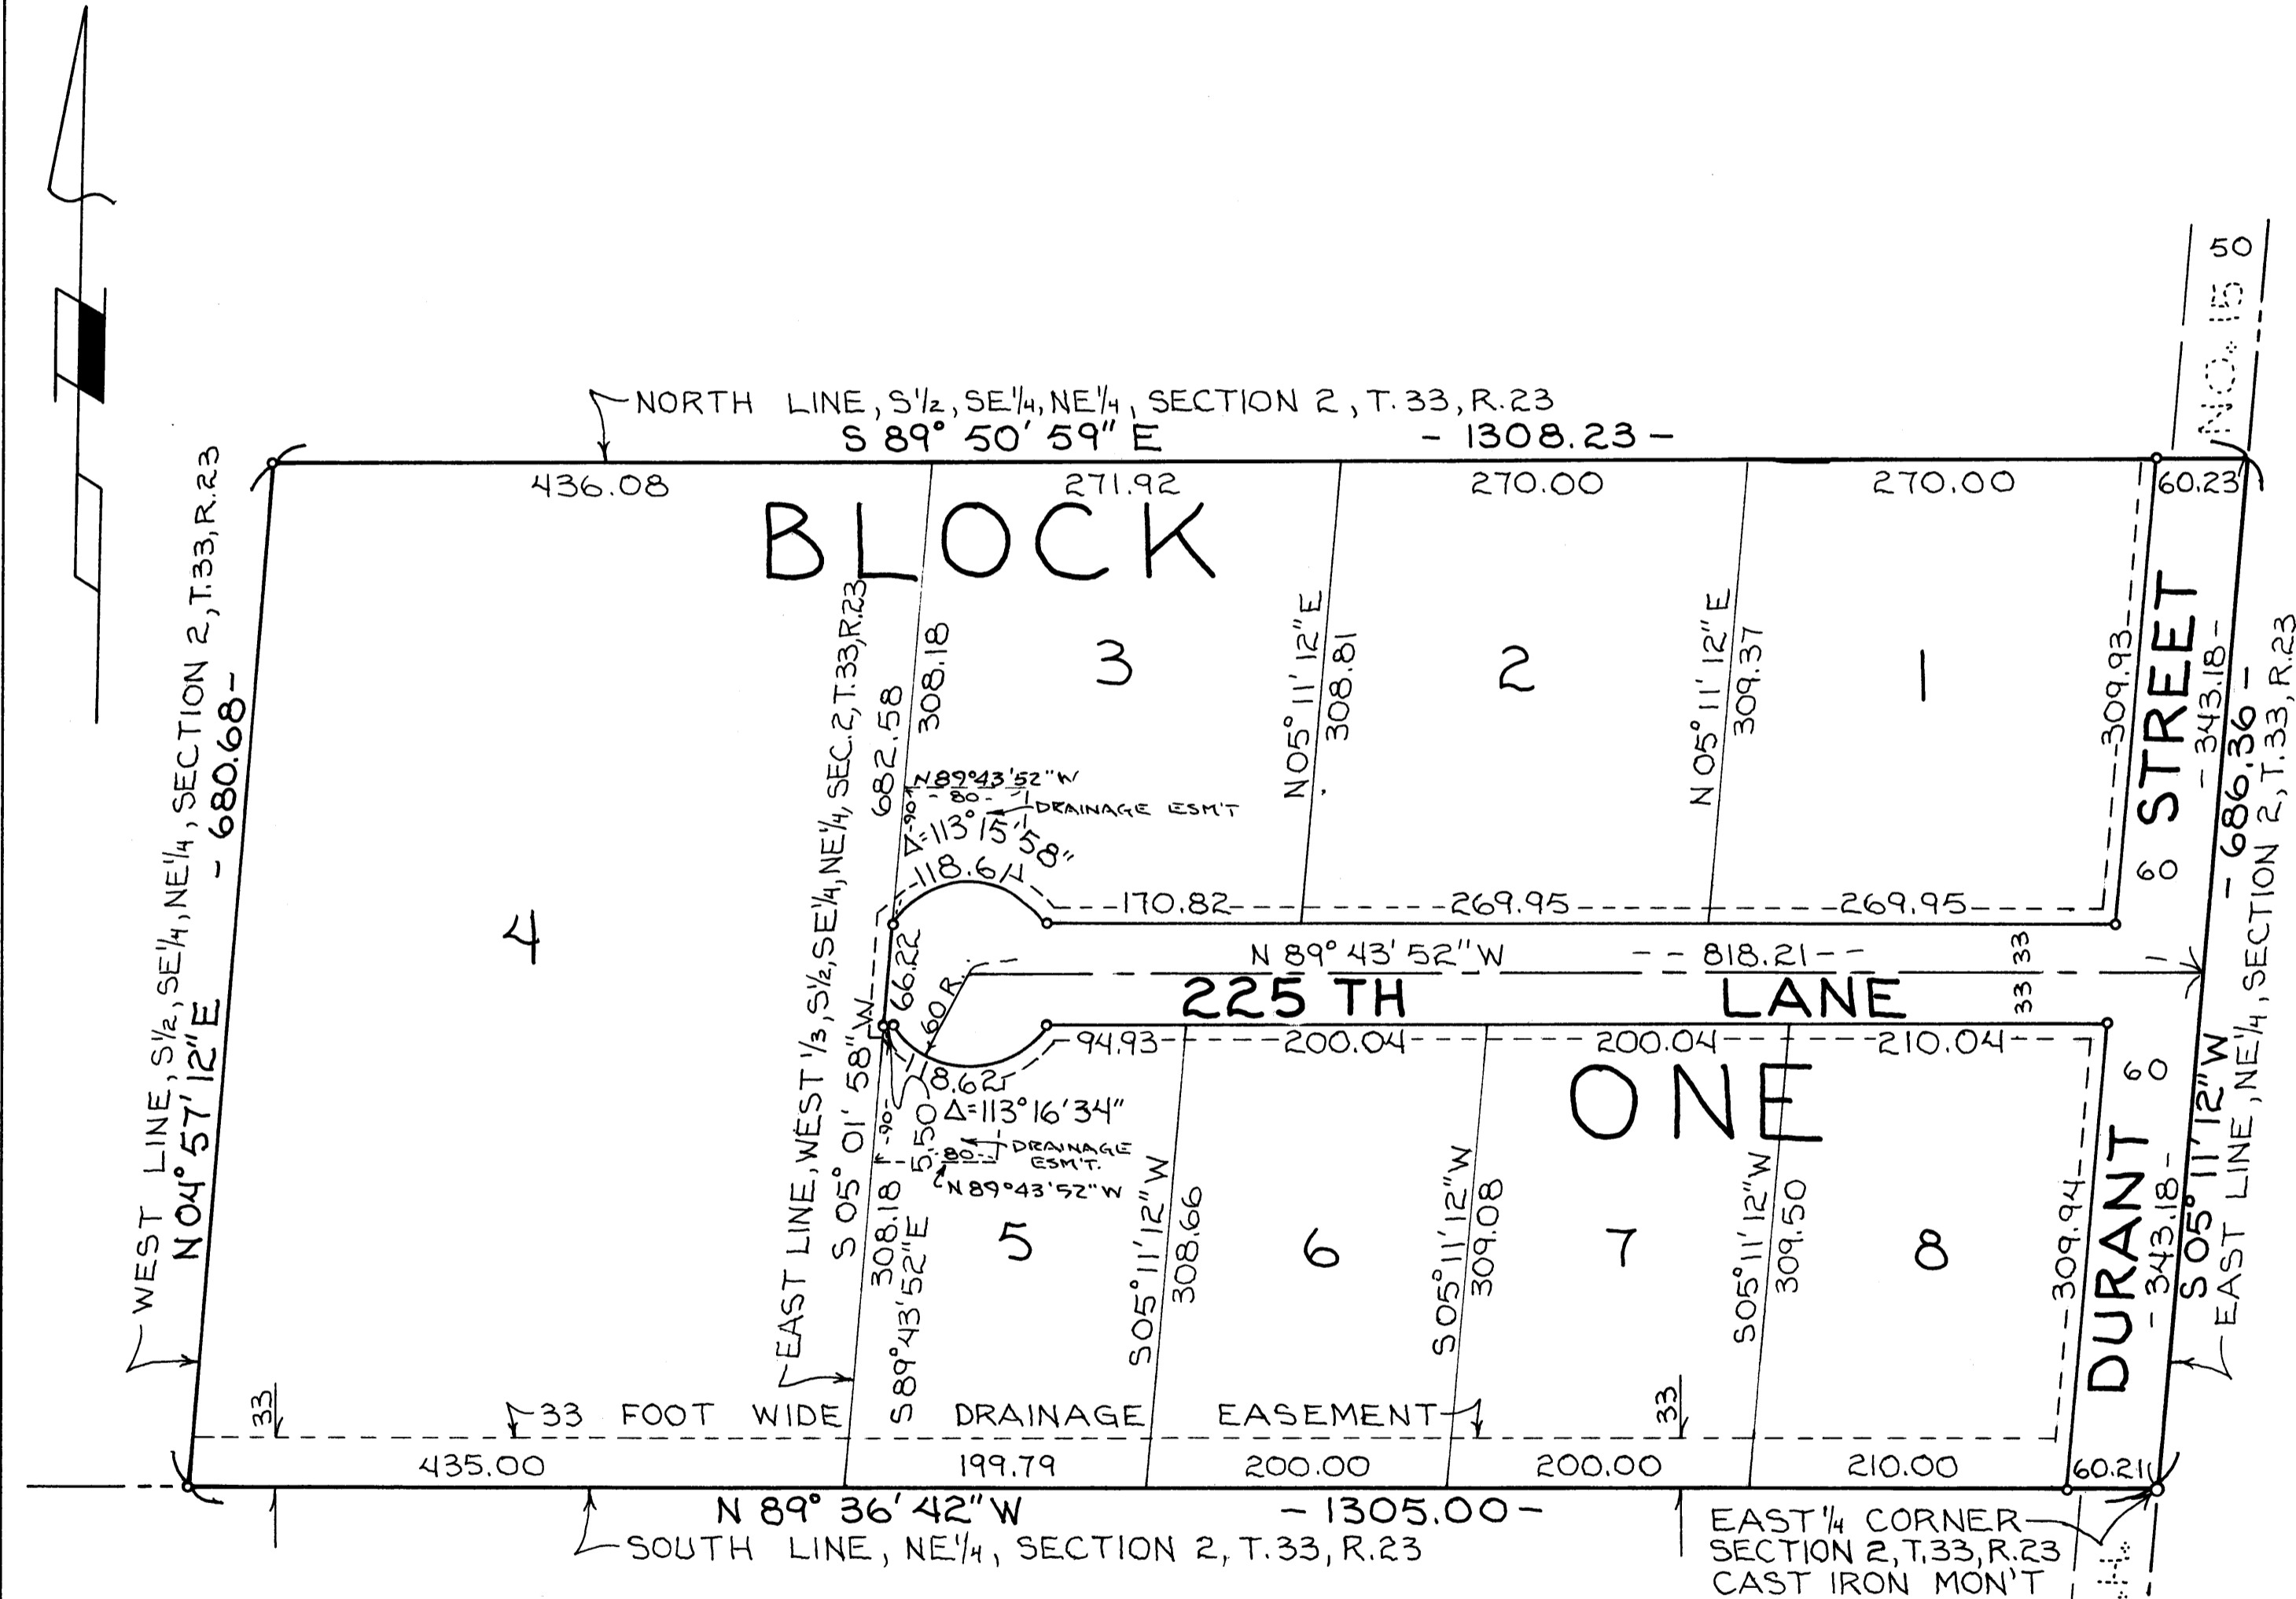 50
NO. 115
NORTH LINE, S½, SE¼, NE¼, SECTION 2, T.33, R.23
S 89° 50' 59" E - 1308.23 -
436.08 271.92 270.00 270.00 60.23
BLOCK
WEST LINE, S½, SE¼, NE¼, SECTION 2, T.33, R.23
N 04° 57' 12" E - 680.68 -
EAST LINE, WEST ⅓, S½, SE¼, NE¼, SEC. 2, T.33, R.23
S 05° 01' 58" W
682.58
308.18
3
N 05° 11' 12" E
308.81
2
N 05° 11' 12" E
309.37
1
309.93
STREET
- 343.18 -
- 686.36 -
S 05° 11' 12" W
EAST LINE, NE¼, SECTION 2, T.33, R.23
N 89° 43' 52" W
- 80 -
-90-
DRAINAGE ESM'T
Δ=113° 15' 58"
118.61
4
170.82 269.95 269.95
60
66.22
60 R.
N 89° 43' 52" W - - 818.21 - -
33
33
225 TH LANE
94.93 200.04 200.04 210.04
60
8.62
Δ=113°16'34"
ONE
-90-
5.50
80
DRAINAGE
ESM'T.
N 89°43'52" W
308.18
S 89°43'52" E
5
S 05° 11' 12" W
308.66
6
S 05° 11' 12" W
309.08
7
S 05° 11' 12" W
309.50
8
309.94
DURANT
- 343.18 -
33
33 FOOT WIDE DRAINAGE EASEMENT
33
435.00 199.79 200.00 200.00 210.00 60.21
N 89° 36' 42" W - 1305.00 -
SOUTH LINE, NE¼, SECTION 2, T.33, R.23
EAST ¼ CORNER
SECTION 2, T.33, R.23
CAST IRON MON'T